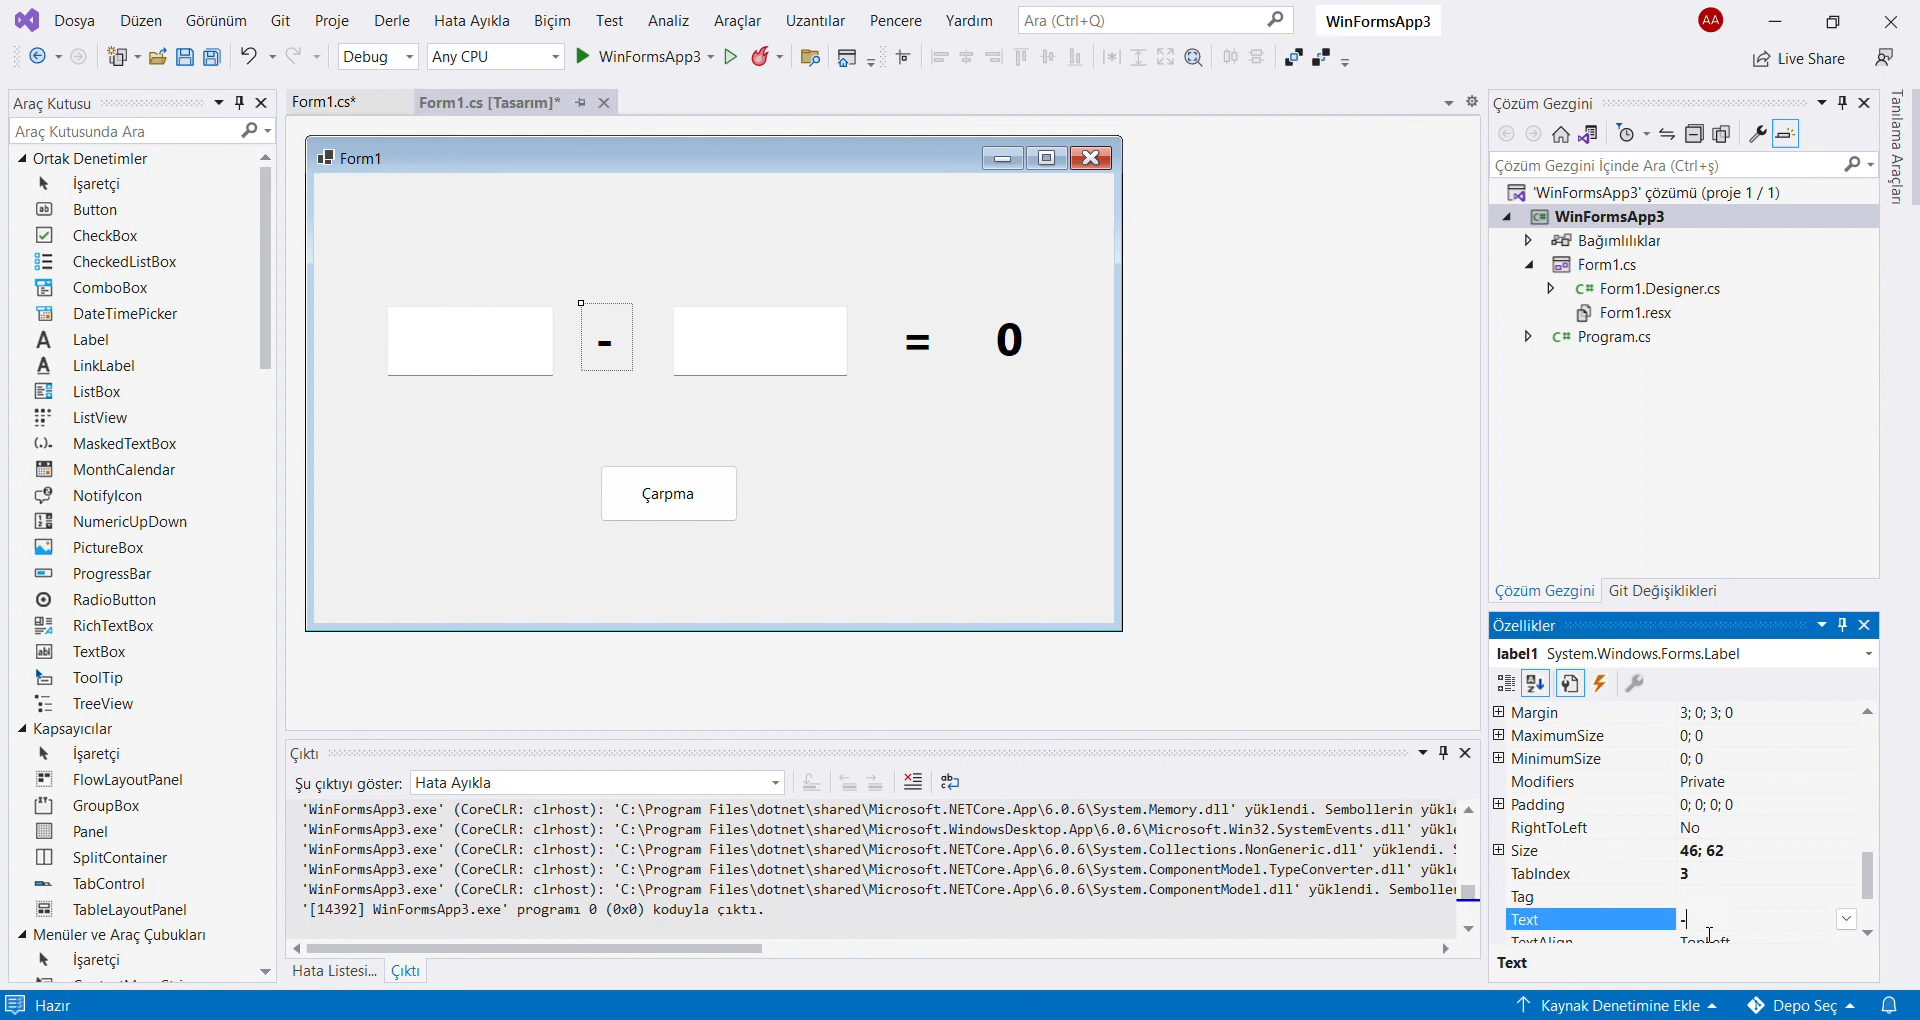 Dosya Düzen Görünüm Git Proje Derle Hata Ayıkla Biçim Test Analiz Araçlar Uzantılar Pencere Yardım Ara (Ctrl+Q) WinFormsApp3 AA
Debug Any CPU WinFormsApp3 Live Share
Araç Kutusu
Araç Kutusunda Ara
Ortak Denetimler
İşaretçi
Button
CheckBox
CheckedListBox
ComboBox
DateTimePicker
Label
LinkLabel
ListBox
ListView
MaskedTextBox
MonthCalendar
NotifyIcon
NumericUpDown
PictureBox
ProgressBar
RadioButton
RichTextBox
TextBox
ToolTip
TreeView
Kapsayıcılar
İşaretçi
FlowLayoutPanel
GroupBox
Panel
SplitContainer
TabControl
TableLayoutPanel
Menüler ve Araç Çubukları
İşaretçi
Form1.cs*
Form1.cs [Tasarım]*
Form1
- = 0
Çarpma
Çıktı
Şu çıktıyı göster: Hata Ayıkla
'WinFormsApp3.exe' (CoreCLR: clrhost): 'C:\Program Files\dotnet\shared\Microsoft.NETCore.App\6.0.6\System.Memory.dll' yüklendi. Sembollerin yükle
'WinFormsApp3.exe' (CoreCLR: clrhost): 'C:\Program Files\dotnet\shared\Microsoft.WindowsDesktop.App\6.0.6\Microsoft.Win32.SystemEvents.dll' yükle
'WinFormsApp3.exe' (CoreCLR: clrhost): 'C:\Program Files\dotnet\shared\Microsoft.NETCore.App\6.0.6\System.Collections.NonGeneric.dll' yüklendi. S
'WinFormsApp3.exe' (CoreCLR: clrhost): 'C:\Program Files\dotnet\shared\Microsoft.NETCore.App\6.0.6\System.ComponentModel.TypeConverter.dll' yükle
'WinFormsApp3.exe' (CoreCLR: clrhost): 'C:\Program Files\dotnet\shared\Microsoft.NETCore.App\6.0.6\System.ComponentModel.dll' yüklendi. Semboller
'[14392] WinFormsApp3.exe' programı 0 (0x0) koduyla çıktı.
Hata Listesi... Çıktı
Çözüm Gezgini
Çözüm Gezgini İçinde Ara (Ctrl+ş)
'WinFormsApp3' çözümü (proje 1 / 1)
WinFormsApp3
Bağımlılıklar
Form1.cs
C# Form1.Designer.cs
Form1.resx
C# Program.cs
Çözüm Gezgini Git Değişiklikleri
Tanılama Araçları
Özellikler
label1 System.Windows.Forms.Label
Margin 3; 0; 3; 0
MaximumSize 0; 0
MinimumSize 0; 0
Modifiers Private
Padding 0; 0; 0; 0
RightToLeft No
Size 46; 62
TabIndex 3
Tag
Text -
TextAlign TopLeft
Text
Hazır Kaynak Denetimine Ekle Depo Seç